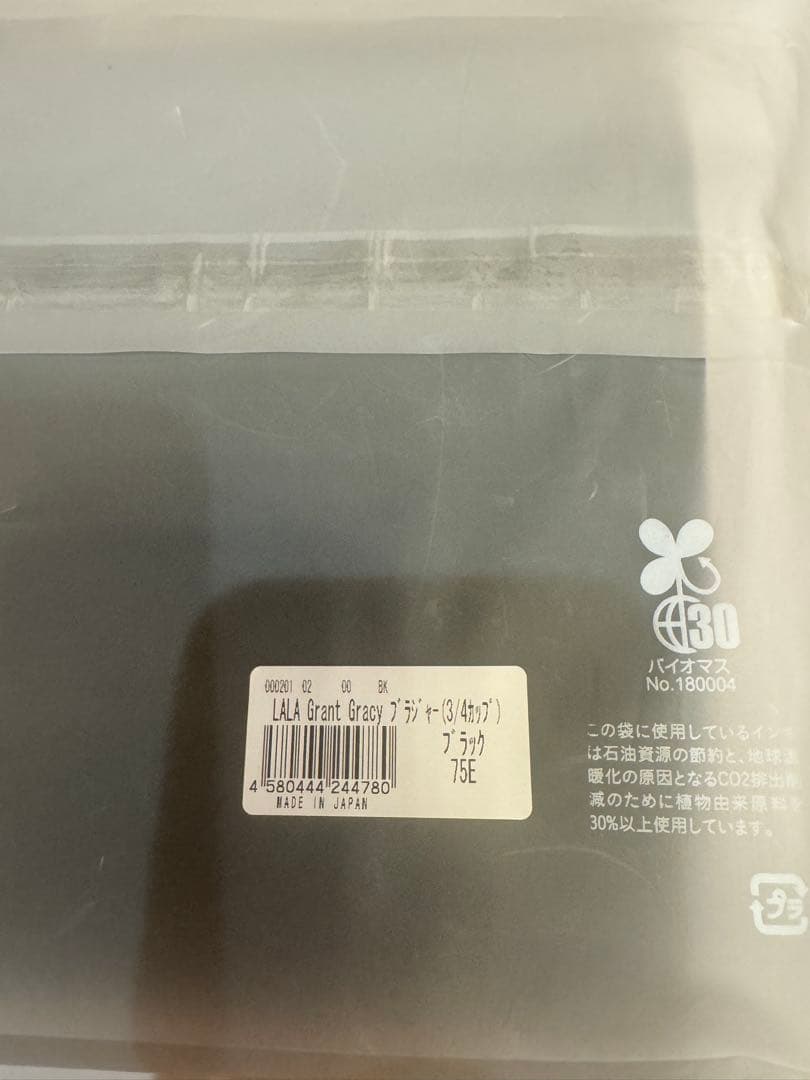 30
バイオマス
No.180004
000201 02 00 BK
LALA Grant Gracy ブラジャー(3/4カップ)
ブラック
75E
4 580444 244780
MADE IN JAPAN
この袋に使用しているイン
は石油資源の節約と、地球
暖化の原因となるCO2排出
減のために植物由来原料
30%以上使用しています。
プラ